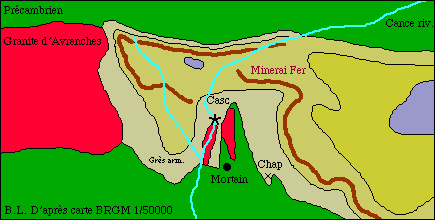 Précambrien
Cance riv.
Granite d'Avranches
Minerai Fer
Casc
Grès arm.
Chap
Mortain
B.L. D'après carte BRGM 1/50000